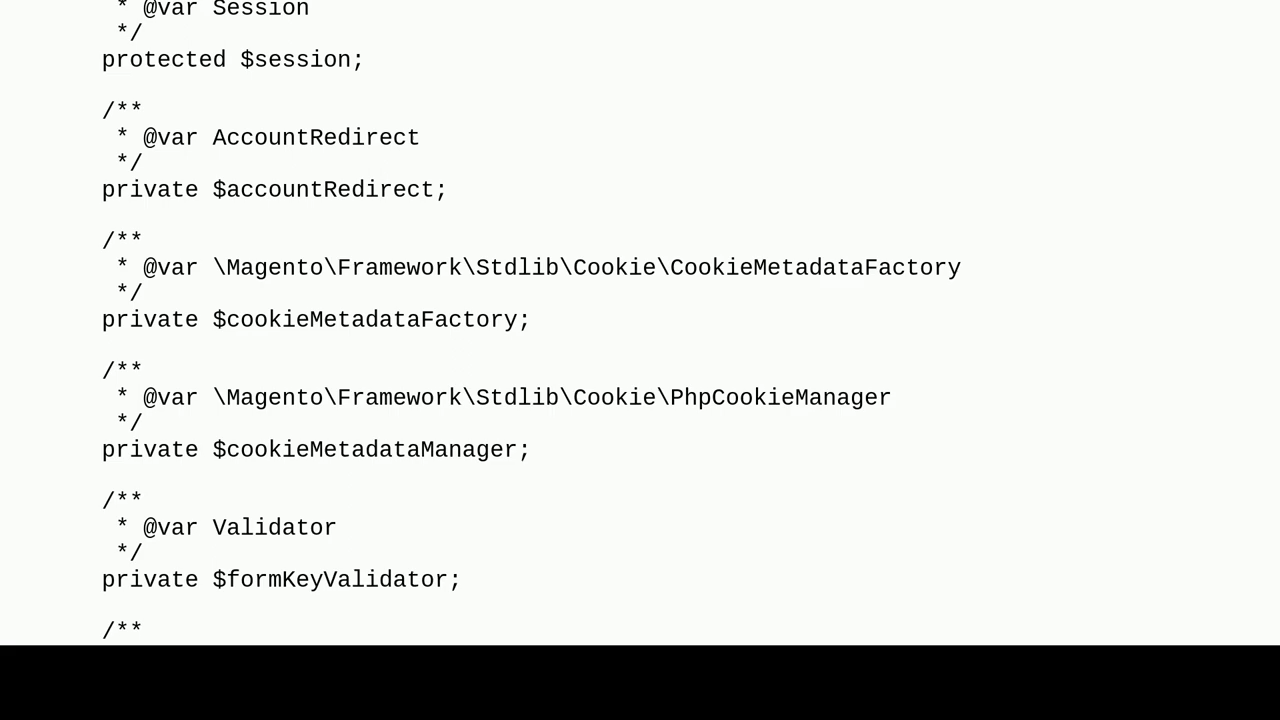 * @var Session
*/
protected $session;
/**
* @var AccountRedirect
*/
private $accountRedirect;
/**
* @var \Magento\Framework\Stdlib\Cookie\CookieMetadataFactory
*/
private $cookieMetadataFactory;
/**
* @var \Magento\Framework\Stdlib\Cookie\PhpCookieManager
*/
private $cookieMetadataManager;
/**
* @var Validator
*/
private $formKeyValidator;
/**